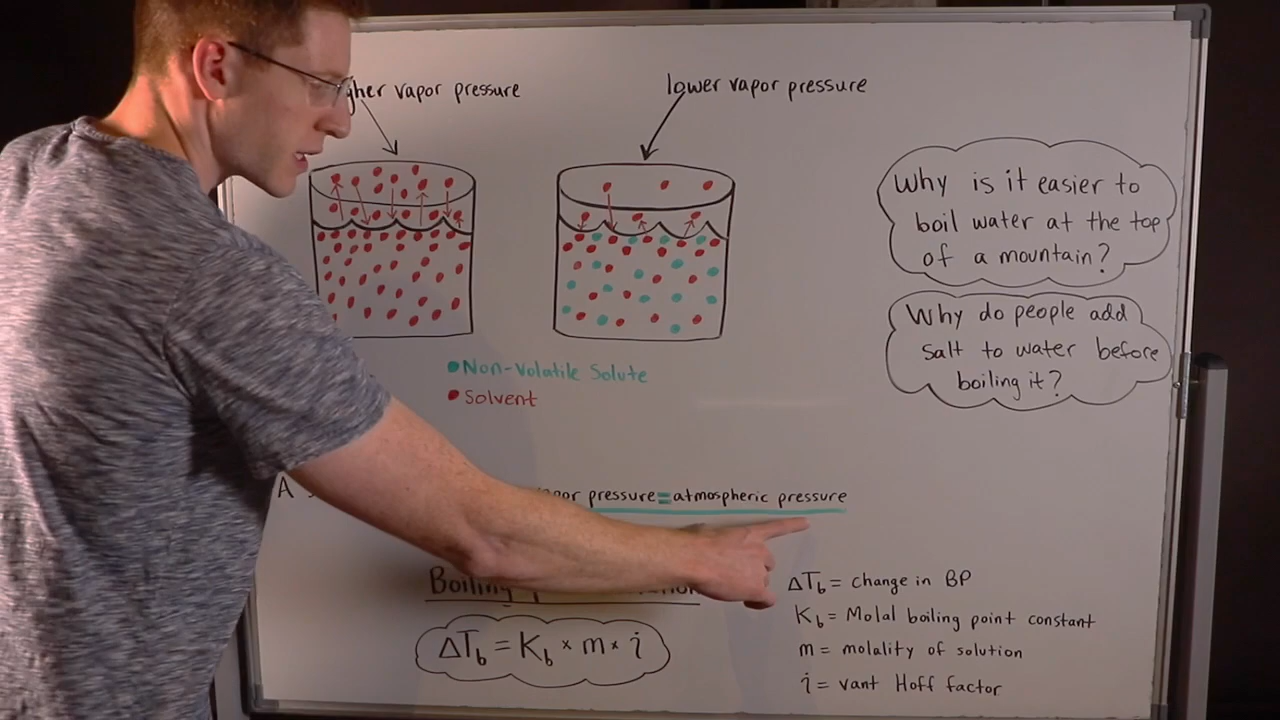 gher vapor pressure
lower vapor pressure
Why is it easier to
boil water at the top
of a mountain?
Why do people add
salt to water before
boiling it?
Non-Volatile Solute
Solvent
A
por pressure=atmospheric pressure
Boiling
ΔTb = Kb × m × i
ΔTb = change in BP
Kb = Molal boiling point constant
m = molality of solution
i = vant Hoff factor